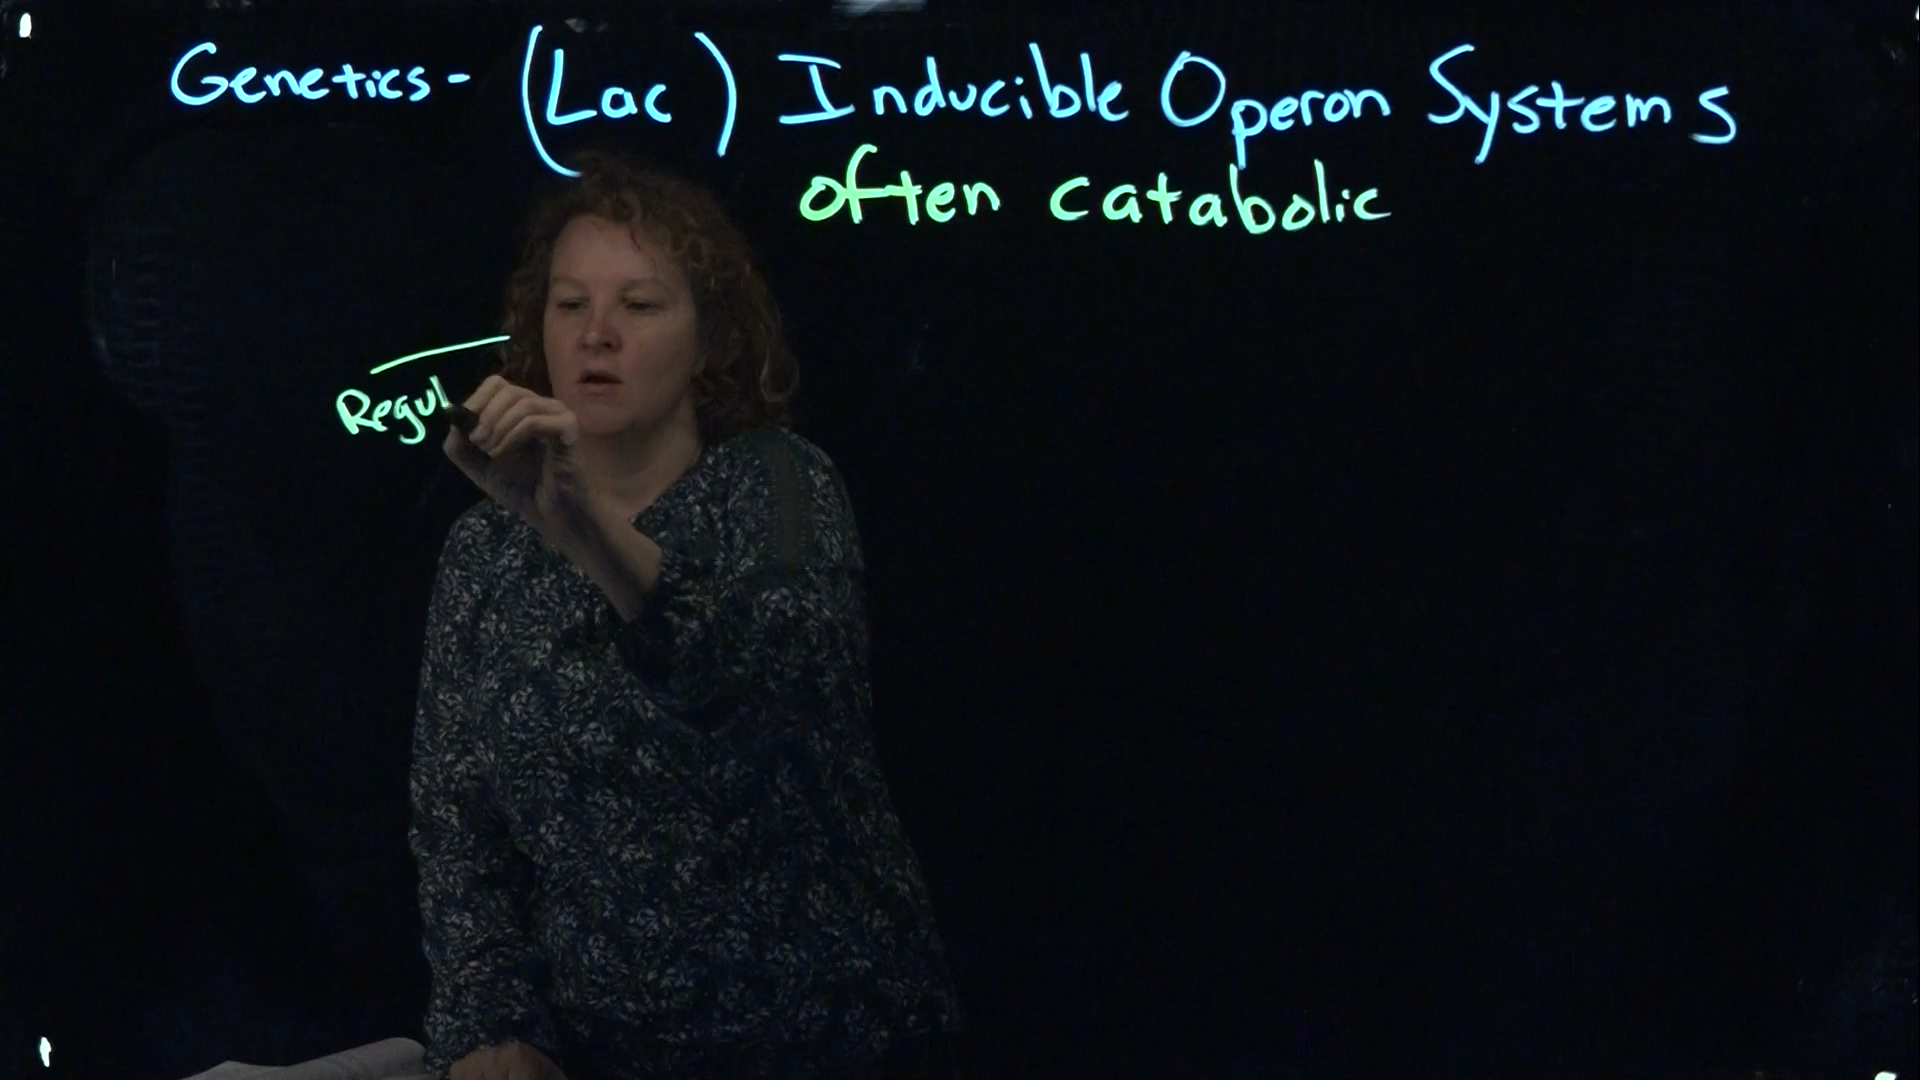 Genetics - (Lac) Inducible Operon Systems
often catabolic
Regul